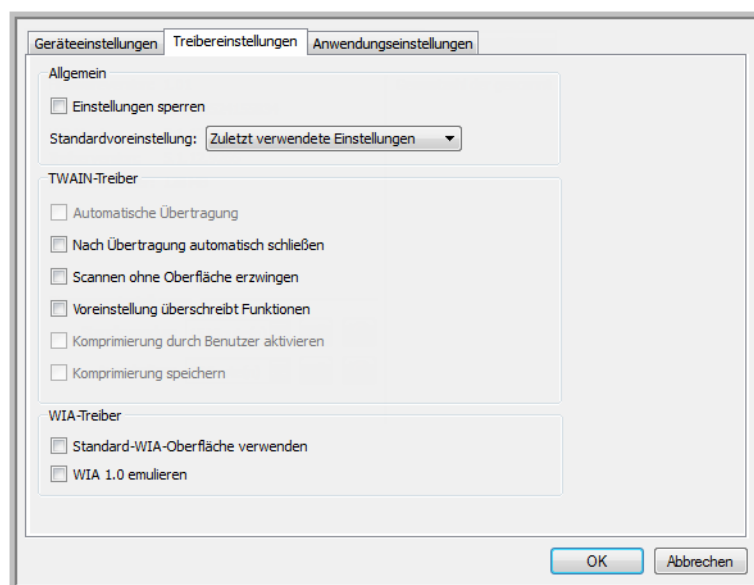 Geräteeinstellungen Treibereinstellungen Anwendungseinstellungen
Allgemein
Einstellungen sperren
Standardvoreinstellung: Zuletzt verwendete Einstellungen
TWAIN-Treiber
Automatische Übertragung
Nach Übertragung automatisch schließen
Scannen ohne Oberfläche erzwingen
Voreinstellung überschreibt Funktionen
Komprimierung durch Benutzer aktivieren
Komprimierung speichern
WIA-Treiber
Standard-WIA-Oberfläche verwenden
WIA 1.0 emulieren
OK Abbrechen